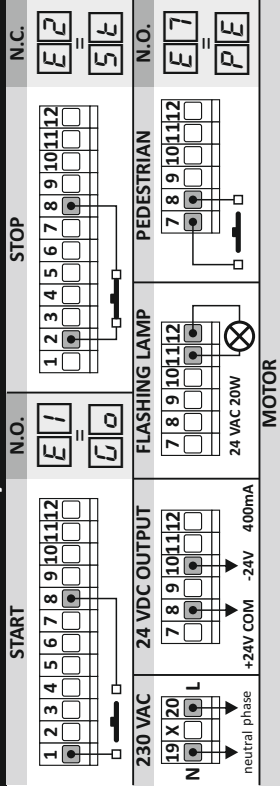 START N.O.
1 2 3 4 5 6 7 8 9 10 11 12
E1
=
Go
STOP N.C.
1 2 3 4 5 6 7 8 9 10 11 12
E2
=
St
230 VAC
19 X 20
N L
neutral phase
24 VDC OUTPUT
7 8 9 10 11 12
+24V COM -24V 400mA
FLASHING LAMP
7 8 9 10 11 12
24 VAC 20W
PEDESTRIAN N.O.
7 8 9 10 11 12
E7
=
PE
MOTOR